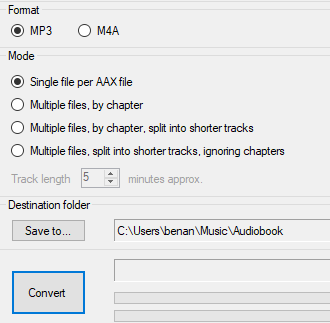 Format
MP3 M4A
Mode
Single file per AAX file
Multiple files, by chapter
Multiple files, by chapter, split into shorter tracks
Multiple files, split into shorter tracks, ignoring chapters
Track length 5 minutes approx.
Destination folder
Save to... C:\Users\benan\Music\Audiobook
Convert